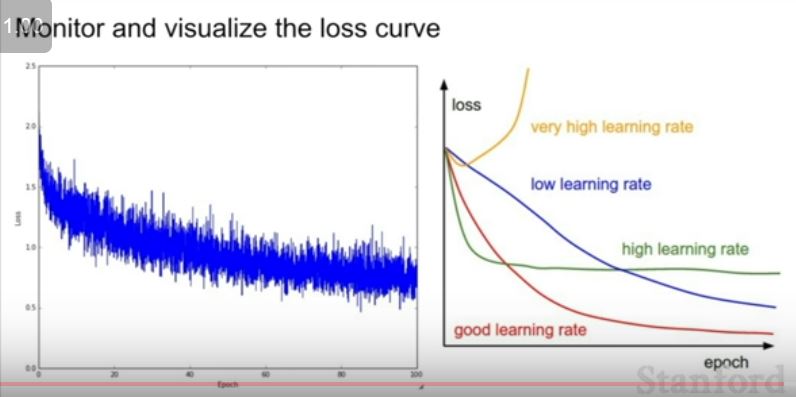 1.00
Monitor and visualize the loss curve
2.5
2.0
1.5
1.0
0.5
0.0
Loss
0
20
40
60
80
100
Epoch
loss
very high learning rate
low learning rate
high learning rate
good learning rate
epoch
Stanford